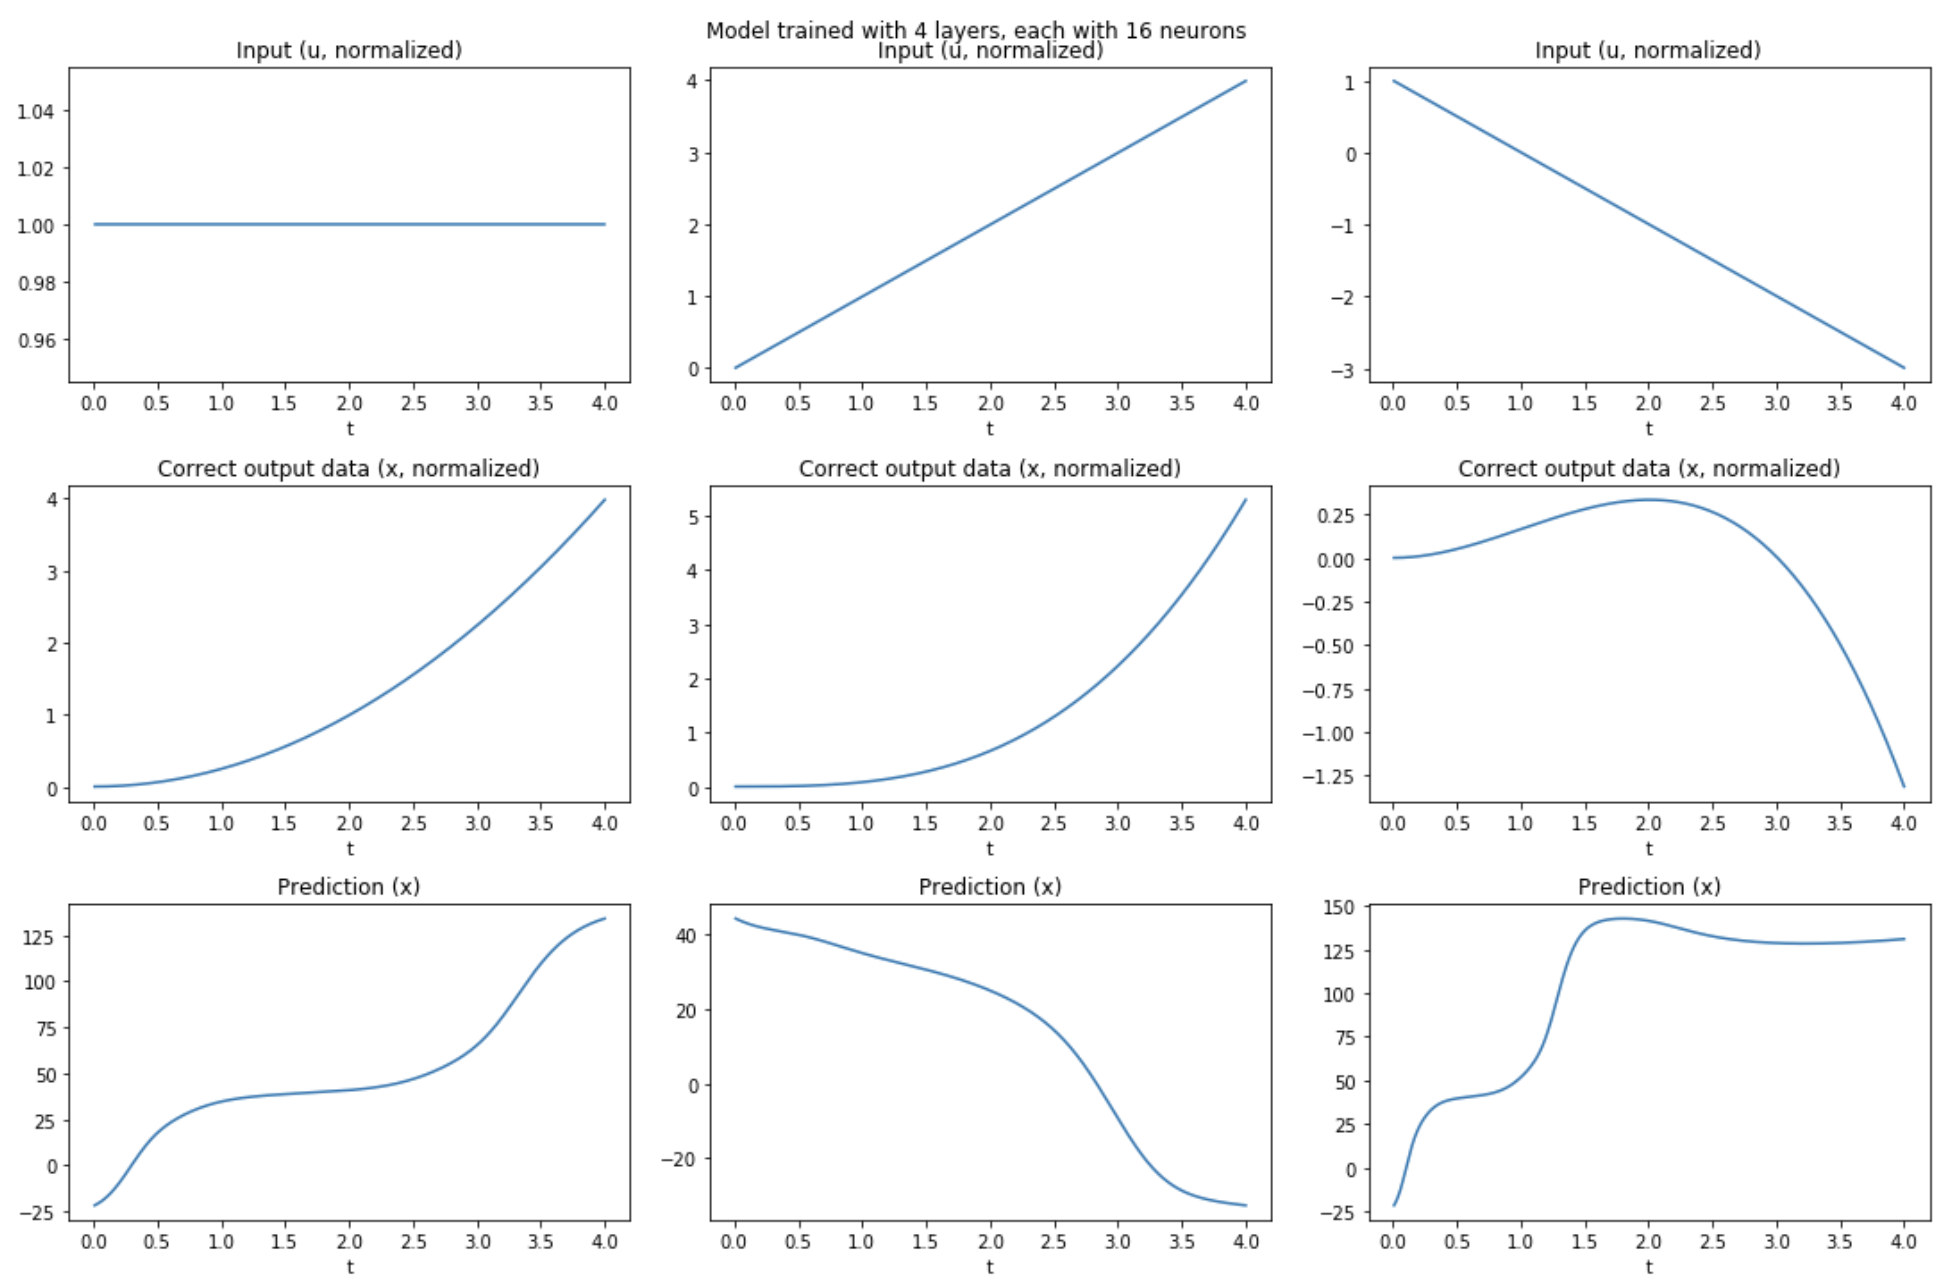 Model trained with 4 layers, each with 16 neurons
Input (u, normalized)
1.04
1.02
1.00
0.98
0.96
0.0 0.5 1.0 1.5 2.0 2.5 3.0 3.5 4.0
t
Input (u, normalized)
4
3
2
1
0
0.0 0.5 1.0 1.5 2.0 2.5 3.0 3.5 4.0
t
Input (u, normalized)
1
0
−1
−2
−3
0.0 0.5 1.0 1.5 2.0 2.5 3.0 3.5 4.0
t
Correct output data (x, normalized)
4
3
2
1
0
0.0 0.5 1.0 1.5 2.0 2.5 3.0 3.5 4.0
t
Correct output data (x, normalized)
5
4
3
2
1
0
0.0 0.5 1.0 1.5 2.0 2.5 3.0 3.5 4.0
t
Correct output data (x, normalized)
0.25
0.00
−0.25
−0.50
−0.75
−1.00
−1.25
0.0 0.5 1.0 1.5 2.0 2.5 3.0 3.5 4.0
t
Prediction (x)
125
100
75
50
25
0
−25
0.0 0.5 1.0 1.5 2.0 2.5 3.0 3.5 4.0
t
Prediction (x)
40
20
0
−20
0.0 0.5 1.0 1.5 2.0 2.5 3.0 3.5 4.0
t
Prediction (x)
150
125
100
75
50
25
0
−25
0.0 0.5 1.0 1.5 2.0 2.5 3.0 3.5 4.0
t